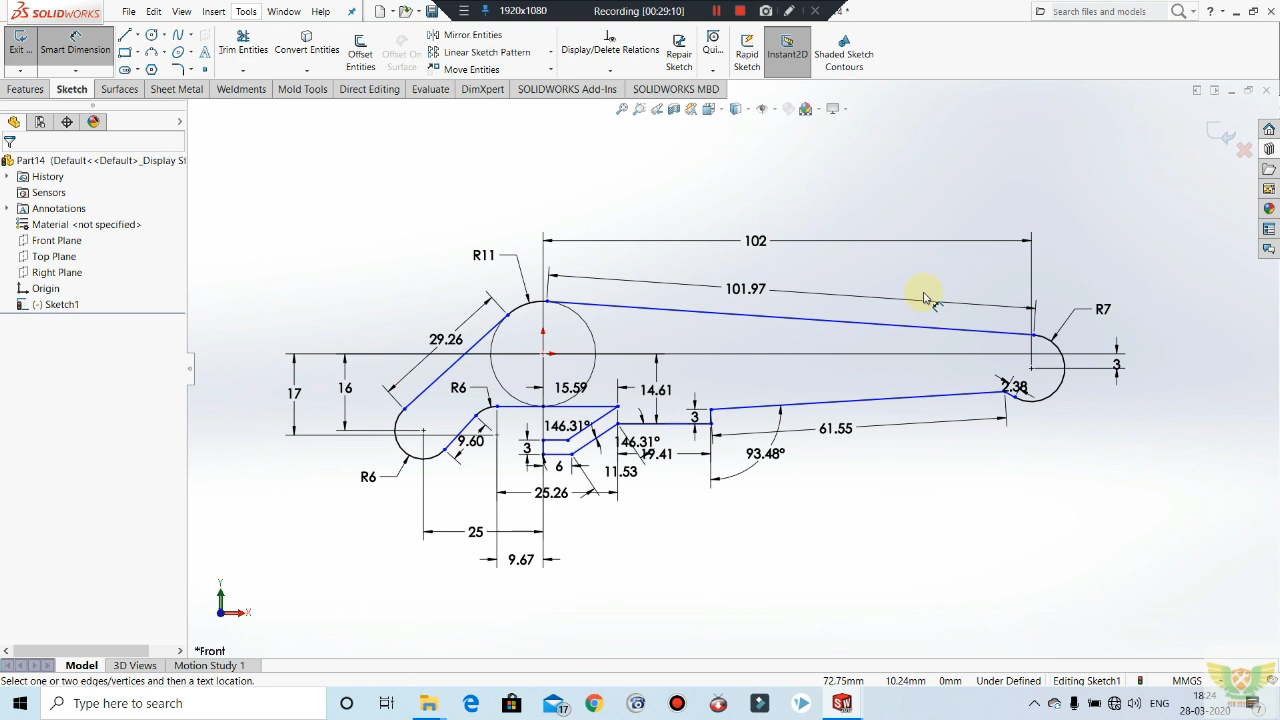 SOLIDWORKS
File Edit View Insert Tools Window Help
1920x1080
Recording [00:29:10]
Search files and models
Exit ...
Smart Dimension
Trim Entities
Convert Entities
Offset Entities
Offset On Surface
Mirror Entities
Linear Sketch Pattern
Move Entities
Display/Delete Relations
Repair Sketch
Qui...
Rapid Sketch
Instant2D
Shaded Sketch Contours
Features Sketch Surfaces Sheet Metal Weldments Mold Tools Direct Editing Evaluate DimXpert SOLIDWORKS Add-Ins SOLIDWORKS MBD
Part14 (Default<<Default>_Display St
History
Sensors
Annotations
Material <not specified>
Front Plane
Top Plane
Right Plane
Origin
(-) Sketch1
102
R11
101.97
R7
29.26
3
17
16
R6
15.59
14.61
2.38
9.60
146.31°
3
61.55
3
146.31°
19.41
93.48°
R6
6
11.53
25.26
25
9.67
Y
X
*Front
Model 3D Views Motion Study 1
Select one or two edges/vertices and then a text location.
72.75mm 10.24mm 0mm Under Defined Editing Sketch1 MMGS
Type here to search
17
ENG
18:24
28-03-2020
7